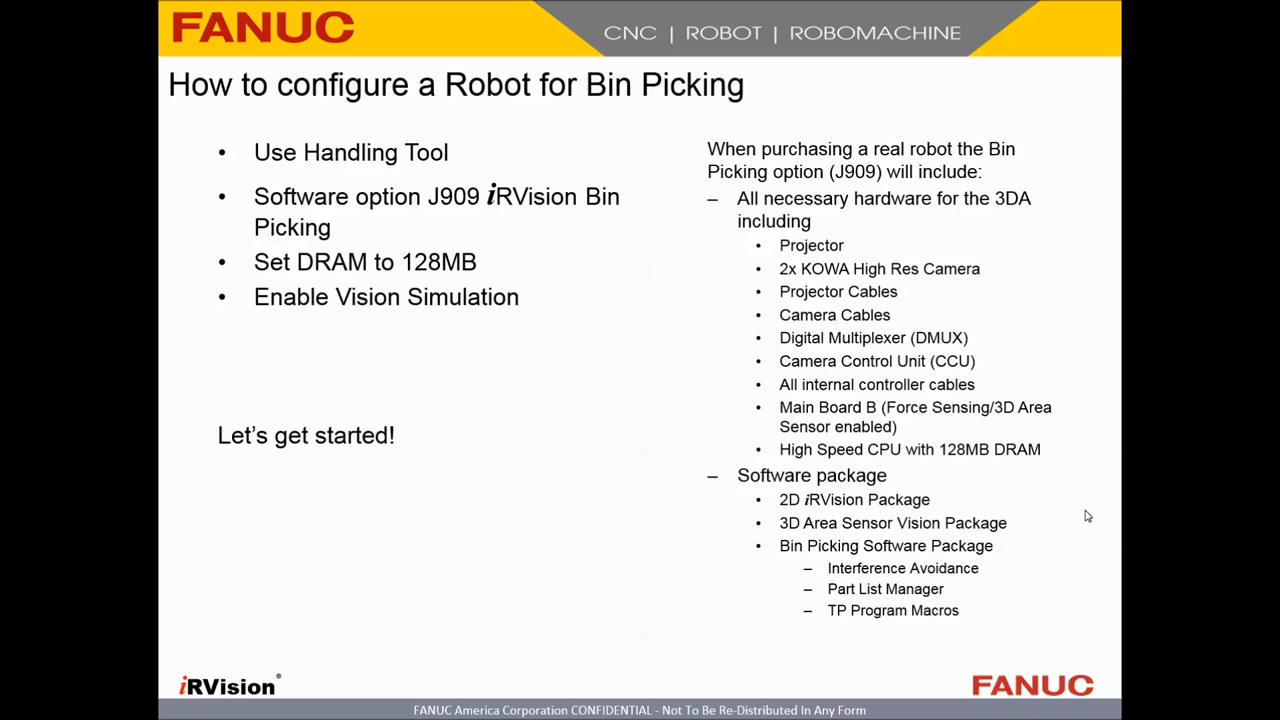 FANUC
CNC | ROBOT | ROBOMACHINE
How to configure a Robot for Bin Picking
• Use Handling Tool
• Software option J909 iRVision Bin
Picking
• Set DRAM to 128MB
• Enable Vision Simulation
Let's get started!
When purchasing a real robot the Bin
Picking option (J909) will include:
– All necessary hardware for the 3DA
including
• Projector
• 2x KOWA High Res Camera
• Projector Cables
• Camera Cables
• Digital Multiplexer (DMUX)
• Camera Control Unit (CCU)
• All internal controller cables
• Main Board B (Force Sensing/3D Area
Sensor enabled)
• High Speed CPU with 128MB DRAM
– Software package
• 2D iRVision Package
• 3D Area Sensor Vision Package
• Bin Picking Software Package
– Interference Avoidance
– Part List Manager
– TP Program Macros
iRVision®
FANUC
FANUC America Corporation CONFIDENTIAL - Not To Be Re-Distributed In Any Form